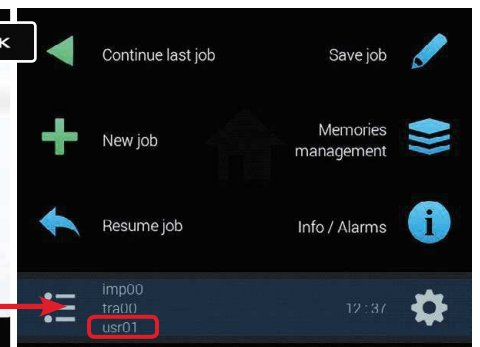 K
Continue last job
Save job
New job
Memories
management
Resume job
Info / Alarms
i
imp00
tra00
usr01
12:37